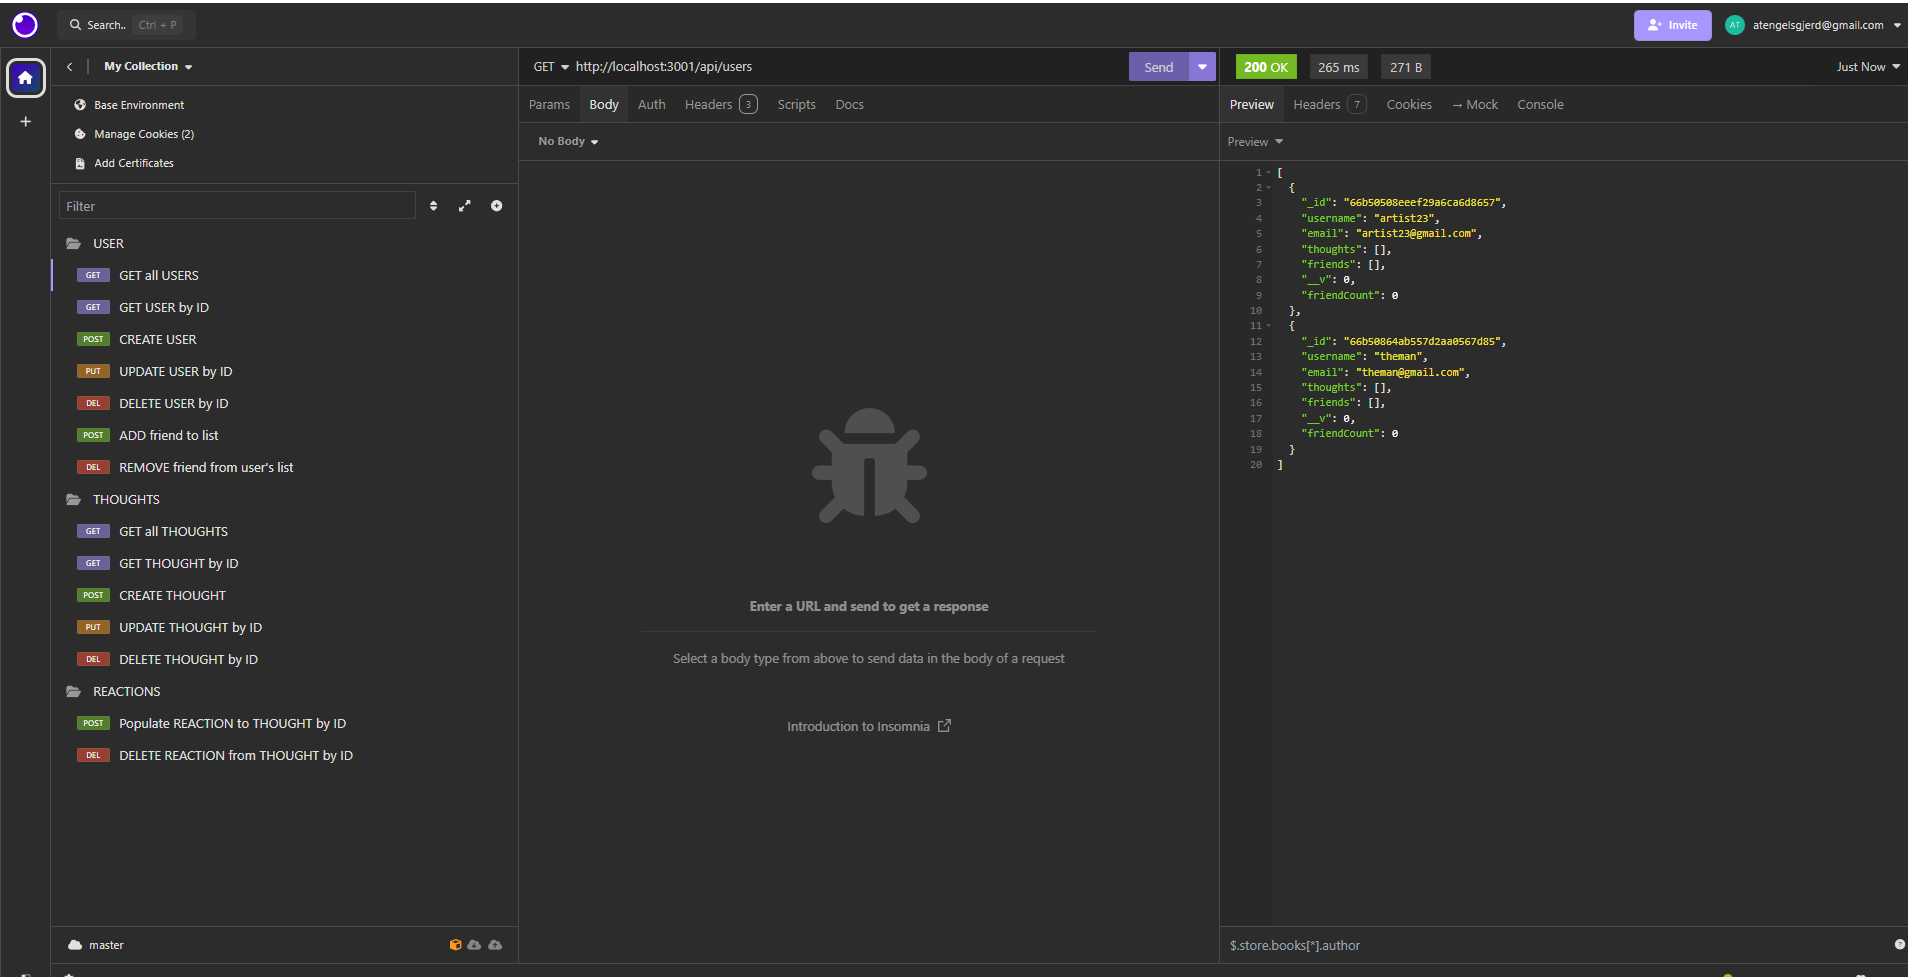 Search.. Ctrl + P
Invite
AT atengelsgjerd@gmail.com
My Collection
Base Environment
Manage Cookies (2)
Add Certificates
Filter
USER
GET GET all USERS
GET GET USER by ID
POST CREATE USER
PUT UPDATE USER by ID
DEL DELETE USER by ID
POST ADD friend to list
DEL REMOVE friend from user's list
THOUGHTS
GET GET all THOUGHTS
GET GET THOUGHT by ID
POST CREATE THOUGHT
PUT UPDATE THOUGHT by ID
DEL DELETE THOUGHT by ID
REACTIONS
POST Populate REACTION to THOUGHT by ID
DEL DELETE REACTION from THOUGHT by ID
master
GET http://localhost:3001/api/users
Send
Params Body Auth Headers 3 Scripts Docs
No Body
Enter a URL and send to get a response
Select a body type from above to send data in the body of a request
Introduction to Insomnia
200 OK 265 ms 271 B
Just Now
Preview Headers 7 Cookies → Mock Console
Preview
1 [
2 {
3 "_id": "66b50508eeef29a6ca6d8657",
4 "username": "artist23",
5 "email": "artist23@gmail.com",
6 "thoughts": [],
7 "friends": [],
8 "__v": 0,
9 "friendCount": 0
10 },
11 {
12 "_id": "66b50864ab557d2aa0567d85",
13 "username": "theman",
14 "email": "theman@gmail.com",
15 "thoughts": [],
16 "friends": [],
17 "__v": 0,
18 "friendCount": 0
19 }
20 ]
$.store.books[*].author